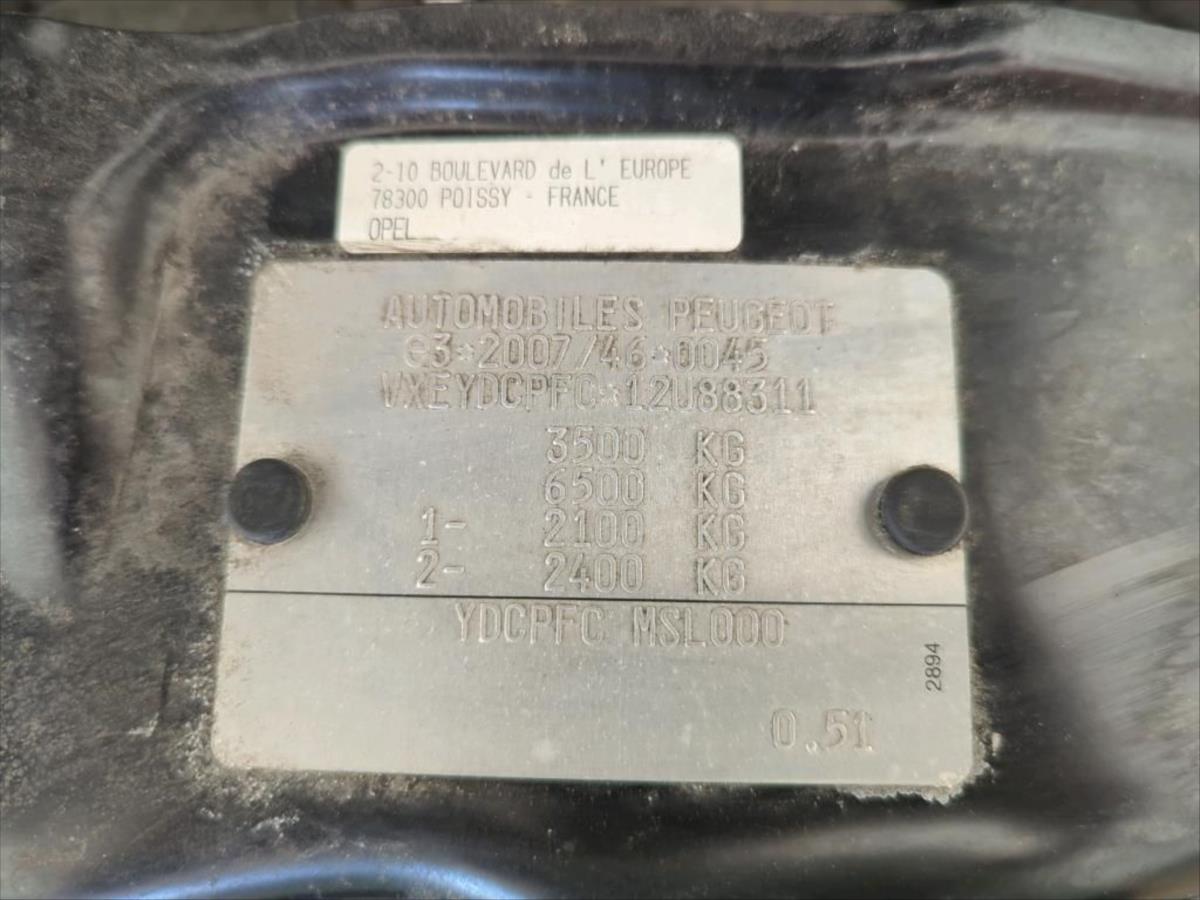 2-10 BOULEVARD de L' EUROPE
78300 POISSY - FRANCE
OPEL
AUTOMOBILES PEUGEOT
e3*2007/46*0045
VXEYDCPFC*12U88311
3500 KG
6500 KG
1- 2100 KG
2- 2400 KG
YDCPFC MSL000
2894
0.51